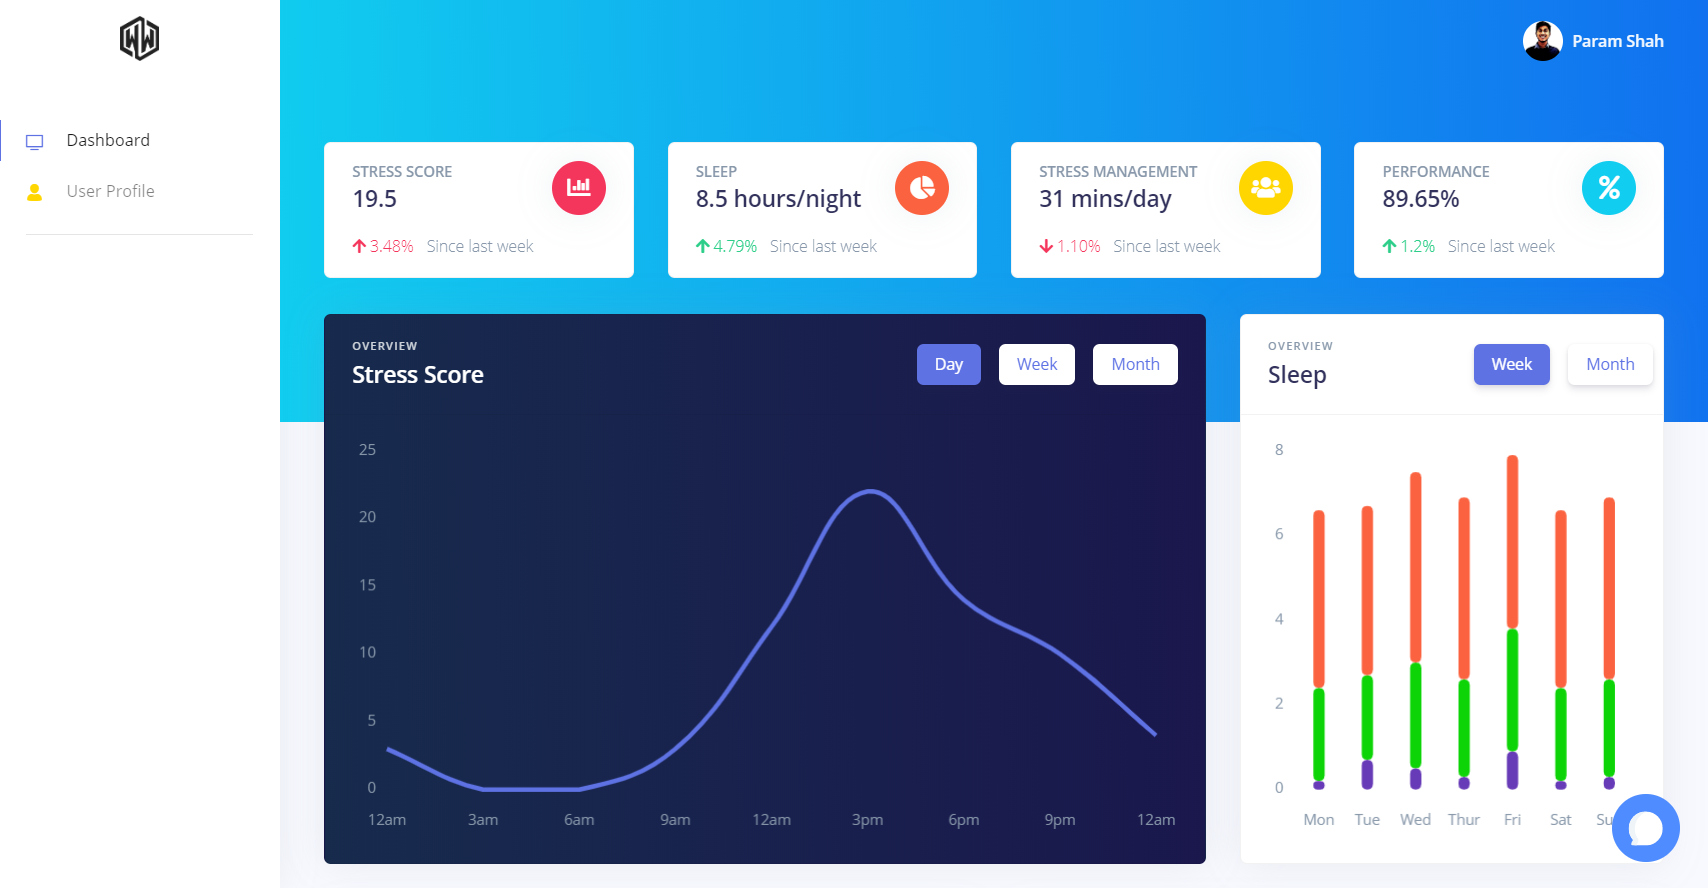 Param Shah
Dashboard
User Profile
STRESS SCORE
19.5
3.48% Since last week
SLEEP
8.5 hours/night
4.79% Since last week
STRESS MANAGEMENT
31 mins/day
1.10% Since last week
PERFORMANCE
89.65%
1.2% Since last week
OVERVIEW
Stress Score
Day Week Month
25
20
15
10
5
0
12am 3am 6am 9am 12am 3pm 6pm 9pm 12am
OVERVIEW
Sleep
Week Month
8
6
4
2
0
Mon Tue Wed Thur Fri Sat